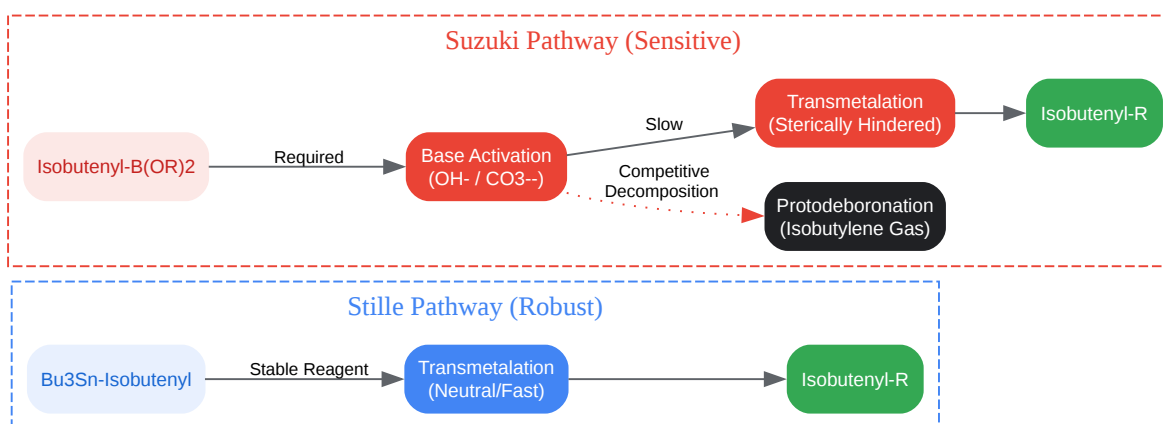 Suzuki Pathway (Sensitive)
Isobutenyl-B(OR)2
Required
Base Activation
(OH- / CO3--)
Slow
Transmetalation
(Sterically Hindered)
Isobutenyl-R
Competitive
Decomposition
Protodeboronation
(Isobutylene Gas)
Stille Pathway (Robust)
Bu3Sn-Isobutenyl
Stable Reagent
Transmetalation
(Neutral/Fast)
Isobutenyl-R